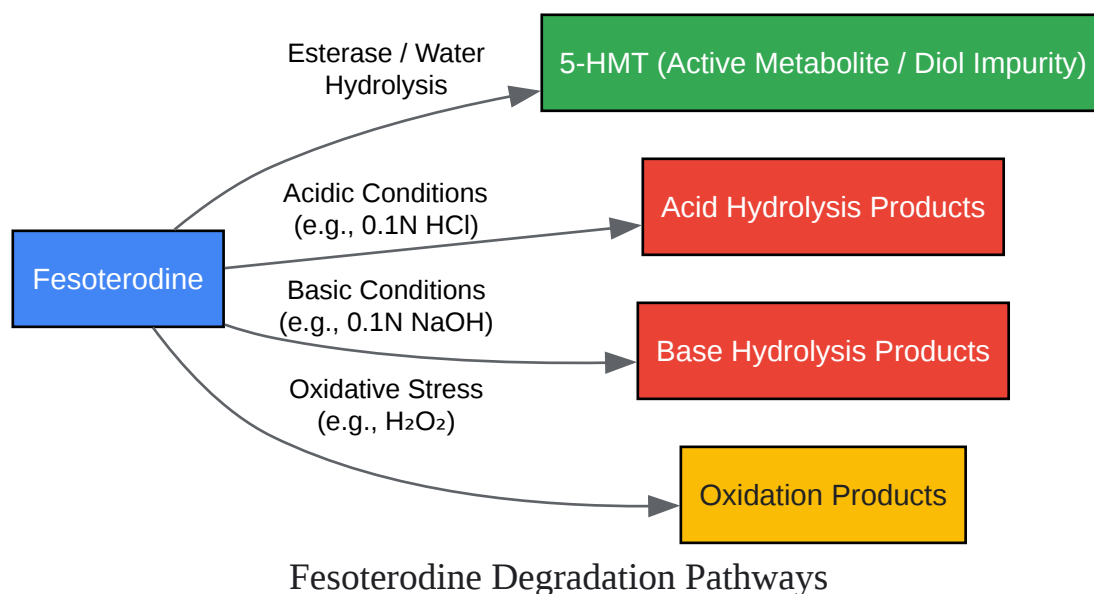 Esterase / Water
Hydrolysis
5-HMT (Active Metabolite / Diol Impurity)
Acidic Conditions
(e.g., 0.1N HCl)
Acid Hydrolysis Products
Fesoterodine
Basic Conditions
(e.g., 0.1N NaOH)
Base Hydrolysis Products
Oxidative Stress
(e.g., H₂O₂)
Oxidation Products
Fesoterodine Degradation Pathways